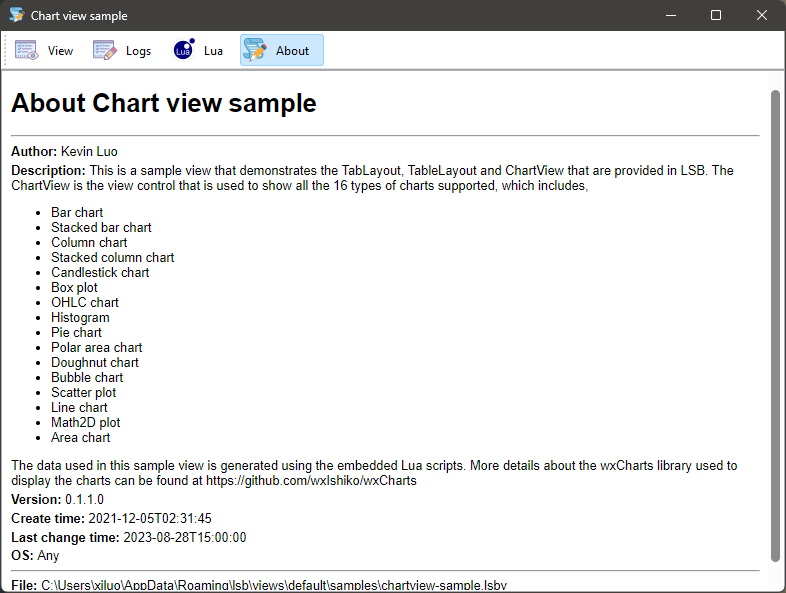 Chart view sample
View Logs Lua Lua About
About Chart view sample
Author: Kevin Luo
Description: This is a sample view that demonstrates the TabLayout, TableLayout and ChartView that are provided in LSB. The
ChartView is the view control that is used to show all the 16 types of charts supported, which includes,
• Bar chart
• Stacked bar chart
• Column chart
• Stacked column chart
• Candlestick chart
• Box plot
• OHLC chart
• Histogram
• Pie chart
• Polar area chart
• Doughnut chart
• Bubble chart
• Scatter plot
• Line chart
• Math2D plot
• Area chart
The data used in this sample view is generated using the embedded Lua scripts. More details about the wxCharts library used to
display the charts can be found at https://github.com/wxIshiko/wxCharts
Version: 0.1.1.0
Create time: 2021-12-05T02:31:45
Last change time: 2023-08-28T15:00:00
OS: Any
File: C:\Users\xiluo\AppData\Roaming\lsb\views\default\samples\chartview-sample.lsbv